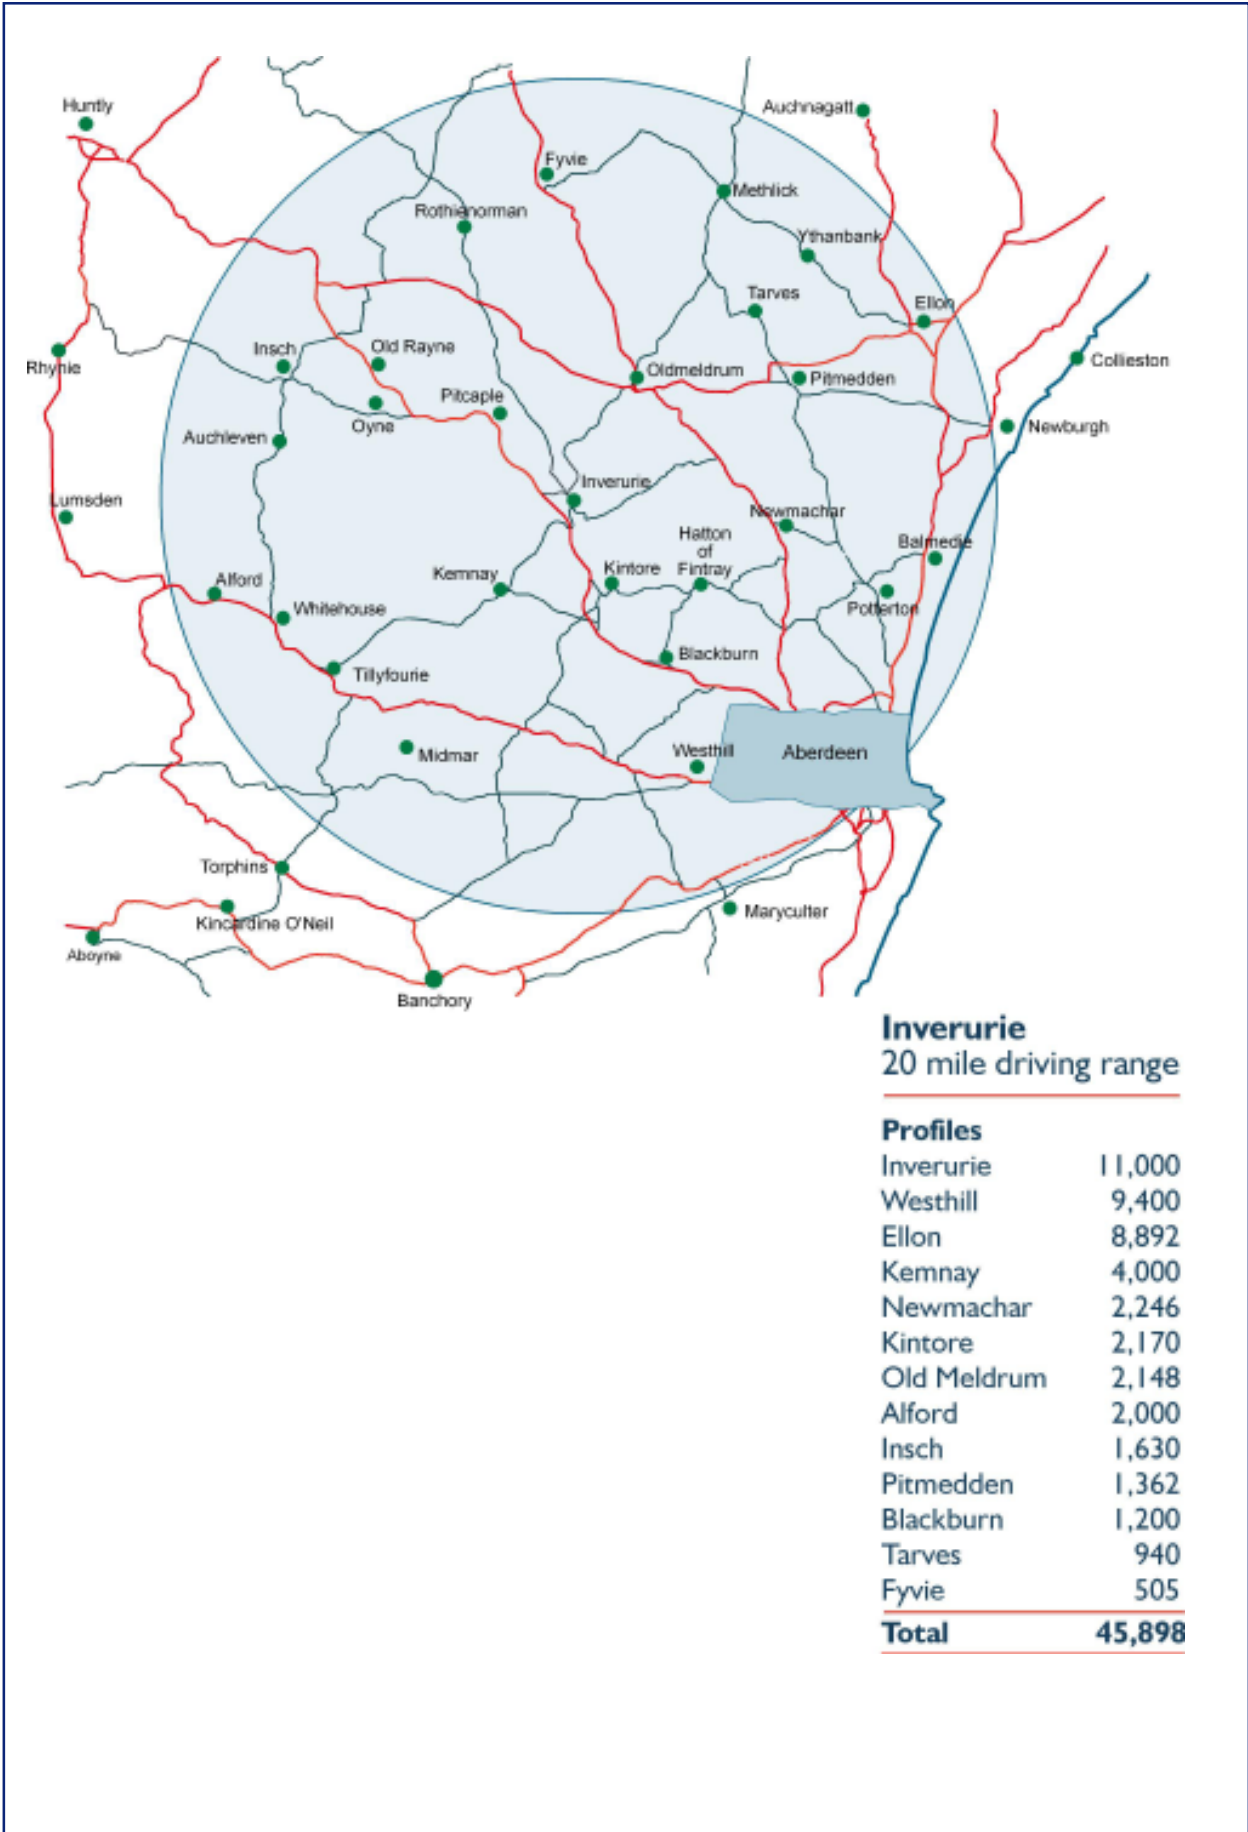 Huntly
Auchnagatt
Fyvie
Methlick
Rothienorman
Ythanbank
Tarves
Ellon
Insch
Old Rayne
Rhynie
Oldmeldrum
Pitmedden
Collieston
Pitcaple
Oyne
Auchleven
Newburgh
Lumsden
Inverurie
Newmachar
Hatton
of
Fintray
Balmedie
Kemnay
Kintore
Alford
Whitehouse
Potterton
Blackburn
Tillyfourie
Midmar
Westhill
Aberdeen
Torphins
Kincardine O'Neil
Maryculter
Aboyne
Banchory
Inverurie
20 mile driving range
Profiles
Inverurie 11,000
Westhill 9,400
Ellon 8,892
Kemnay 4,000
Newmachar 2,246
Kintore 2,170
Old Meldrum 2,148
Alford 2,000
Insch 1,630
Pitmedden 1,362
Blackburn 1,200
Tarves 940
Fyvie 505
Total 45,898